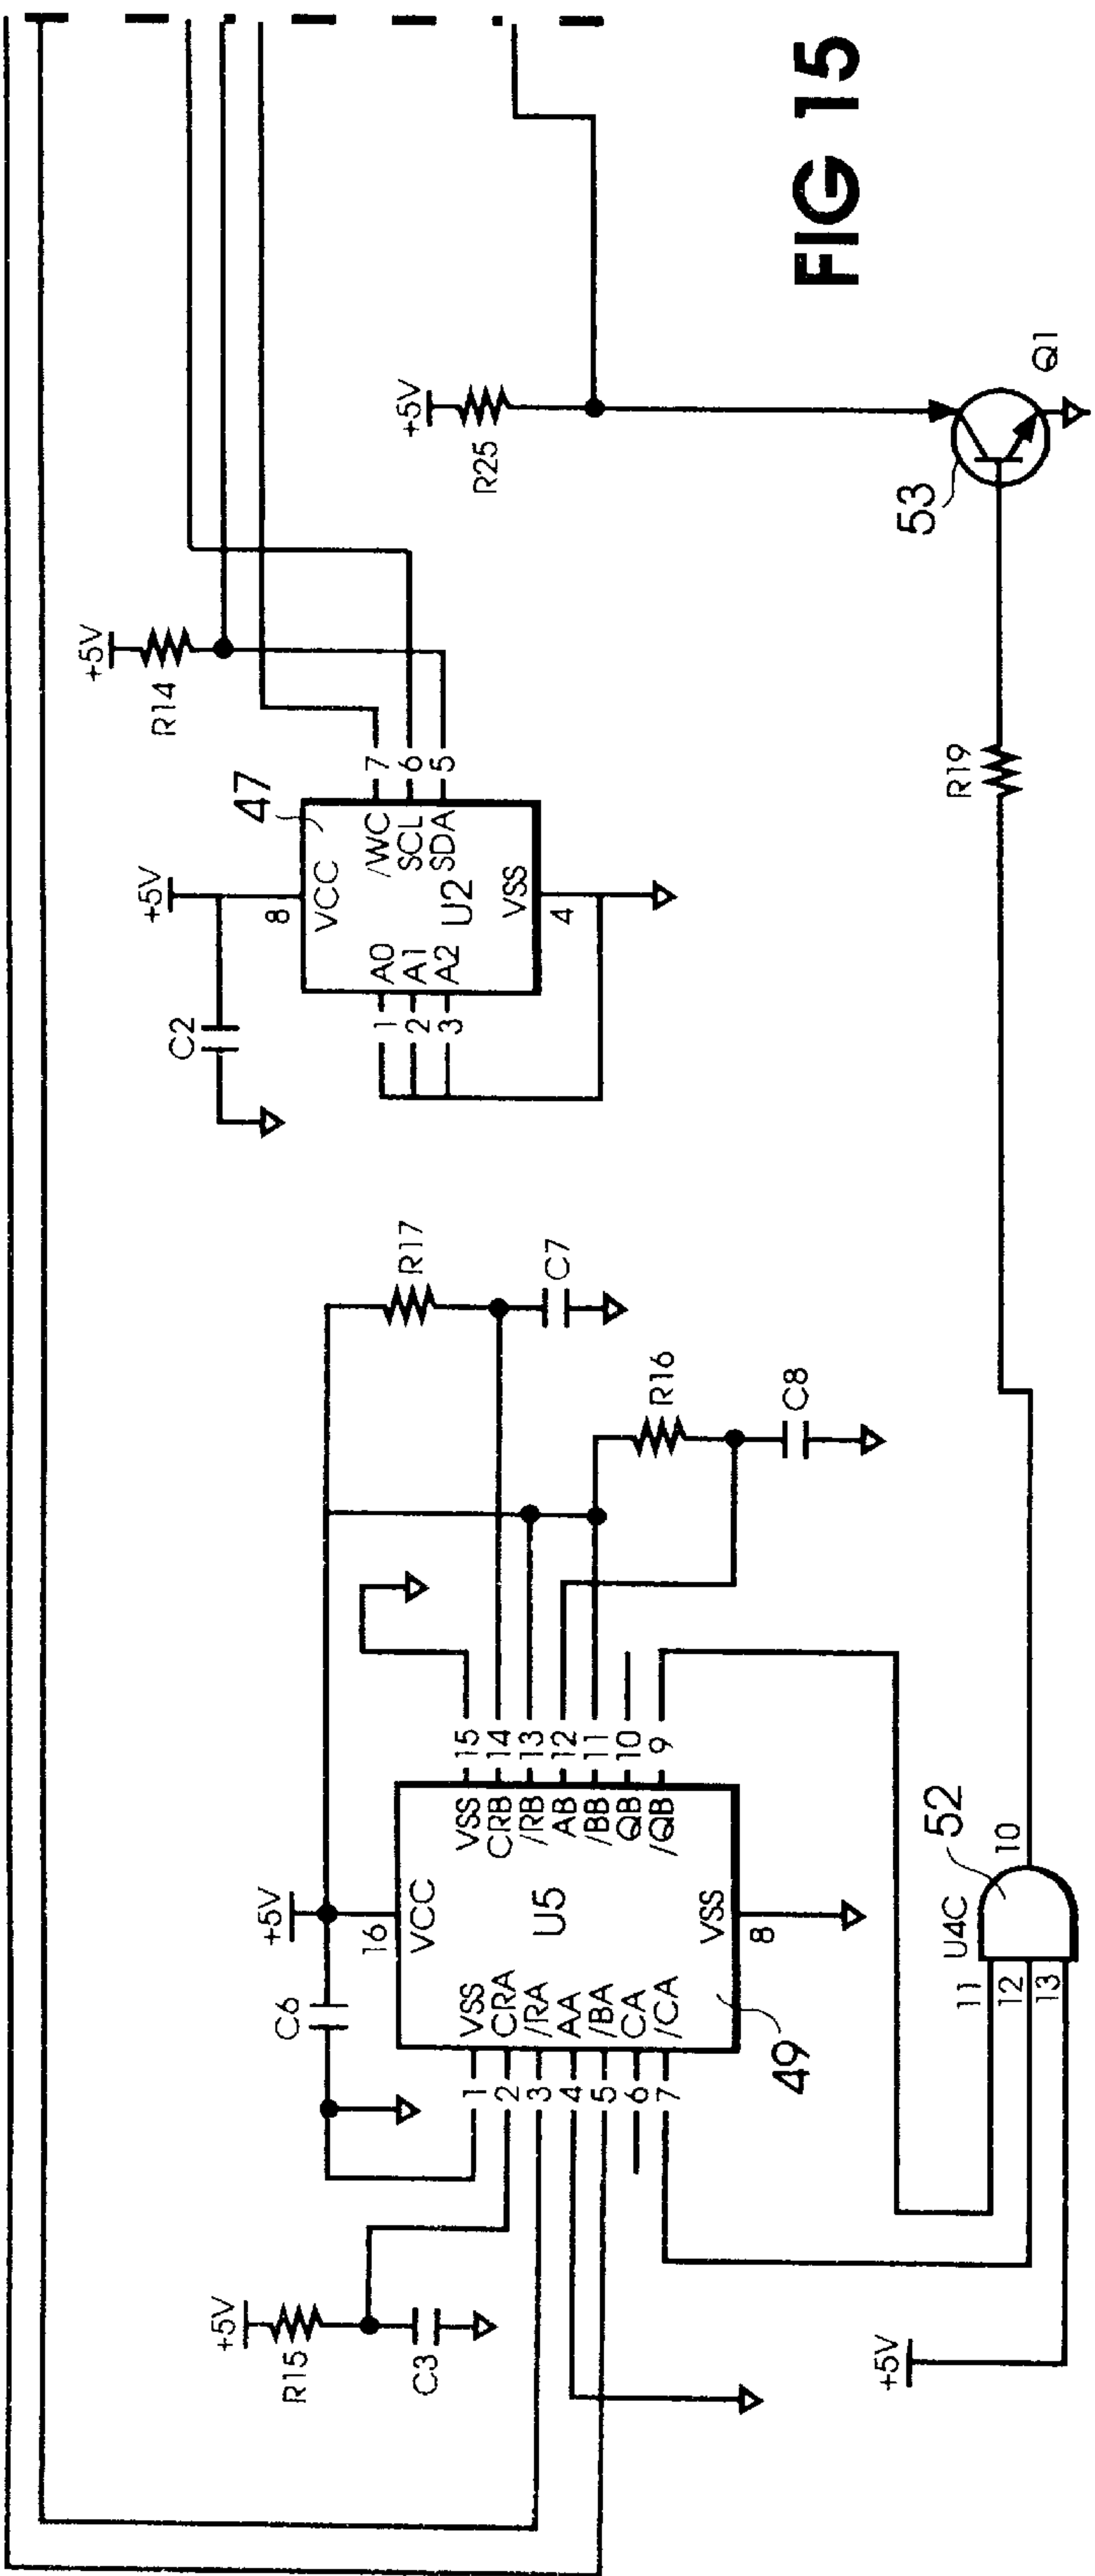 +5V
R15
C3
+5V
C6
16
VCC
1 VSS
2 CRA
3 /RA
4 AA
5 /BA
6 CA
7 /CA
U5
VSS
8
49
VSS 15
CRB 14
/RB 13
AB 12
/BB 11
QB 10
/QB 9
R17
C7
R16
C8
+5V
U4C
11
12
13
10
52
C2
+5V
8
VCC
47
1 A0
2 A1
3 A2
U2
/WC 7
SCL 6
SDA 5
VSS
4
+5V
R14
+5V
R25
R19
53
Q1
FIG 15